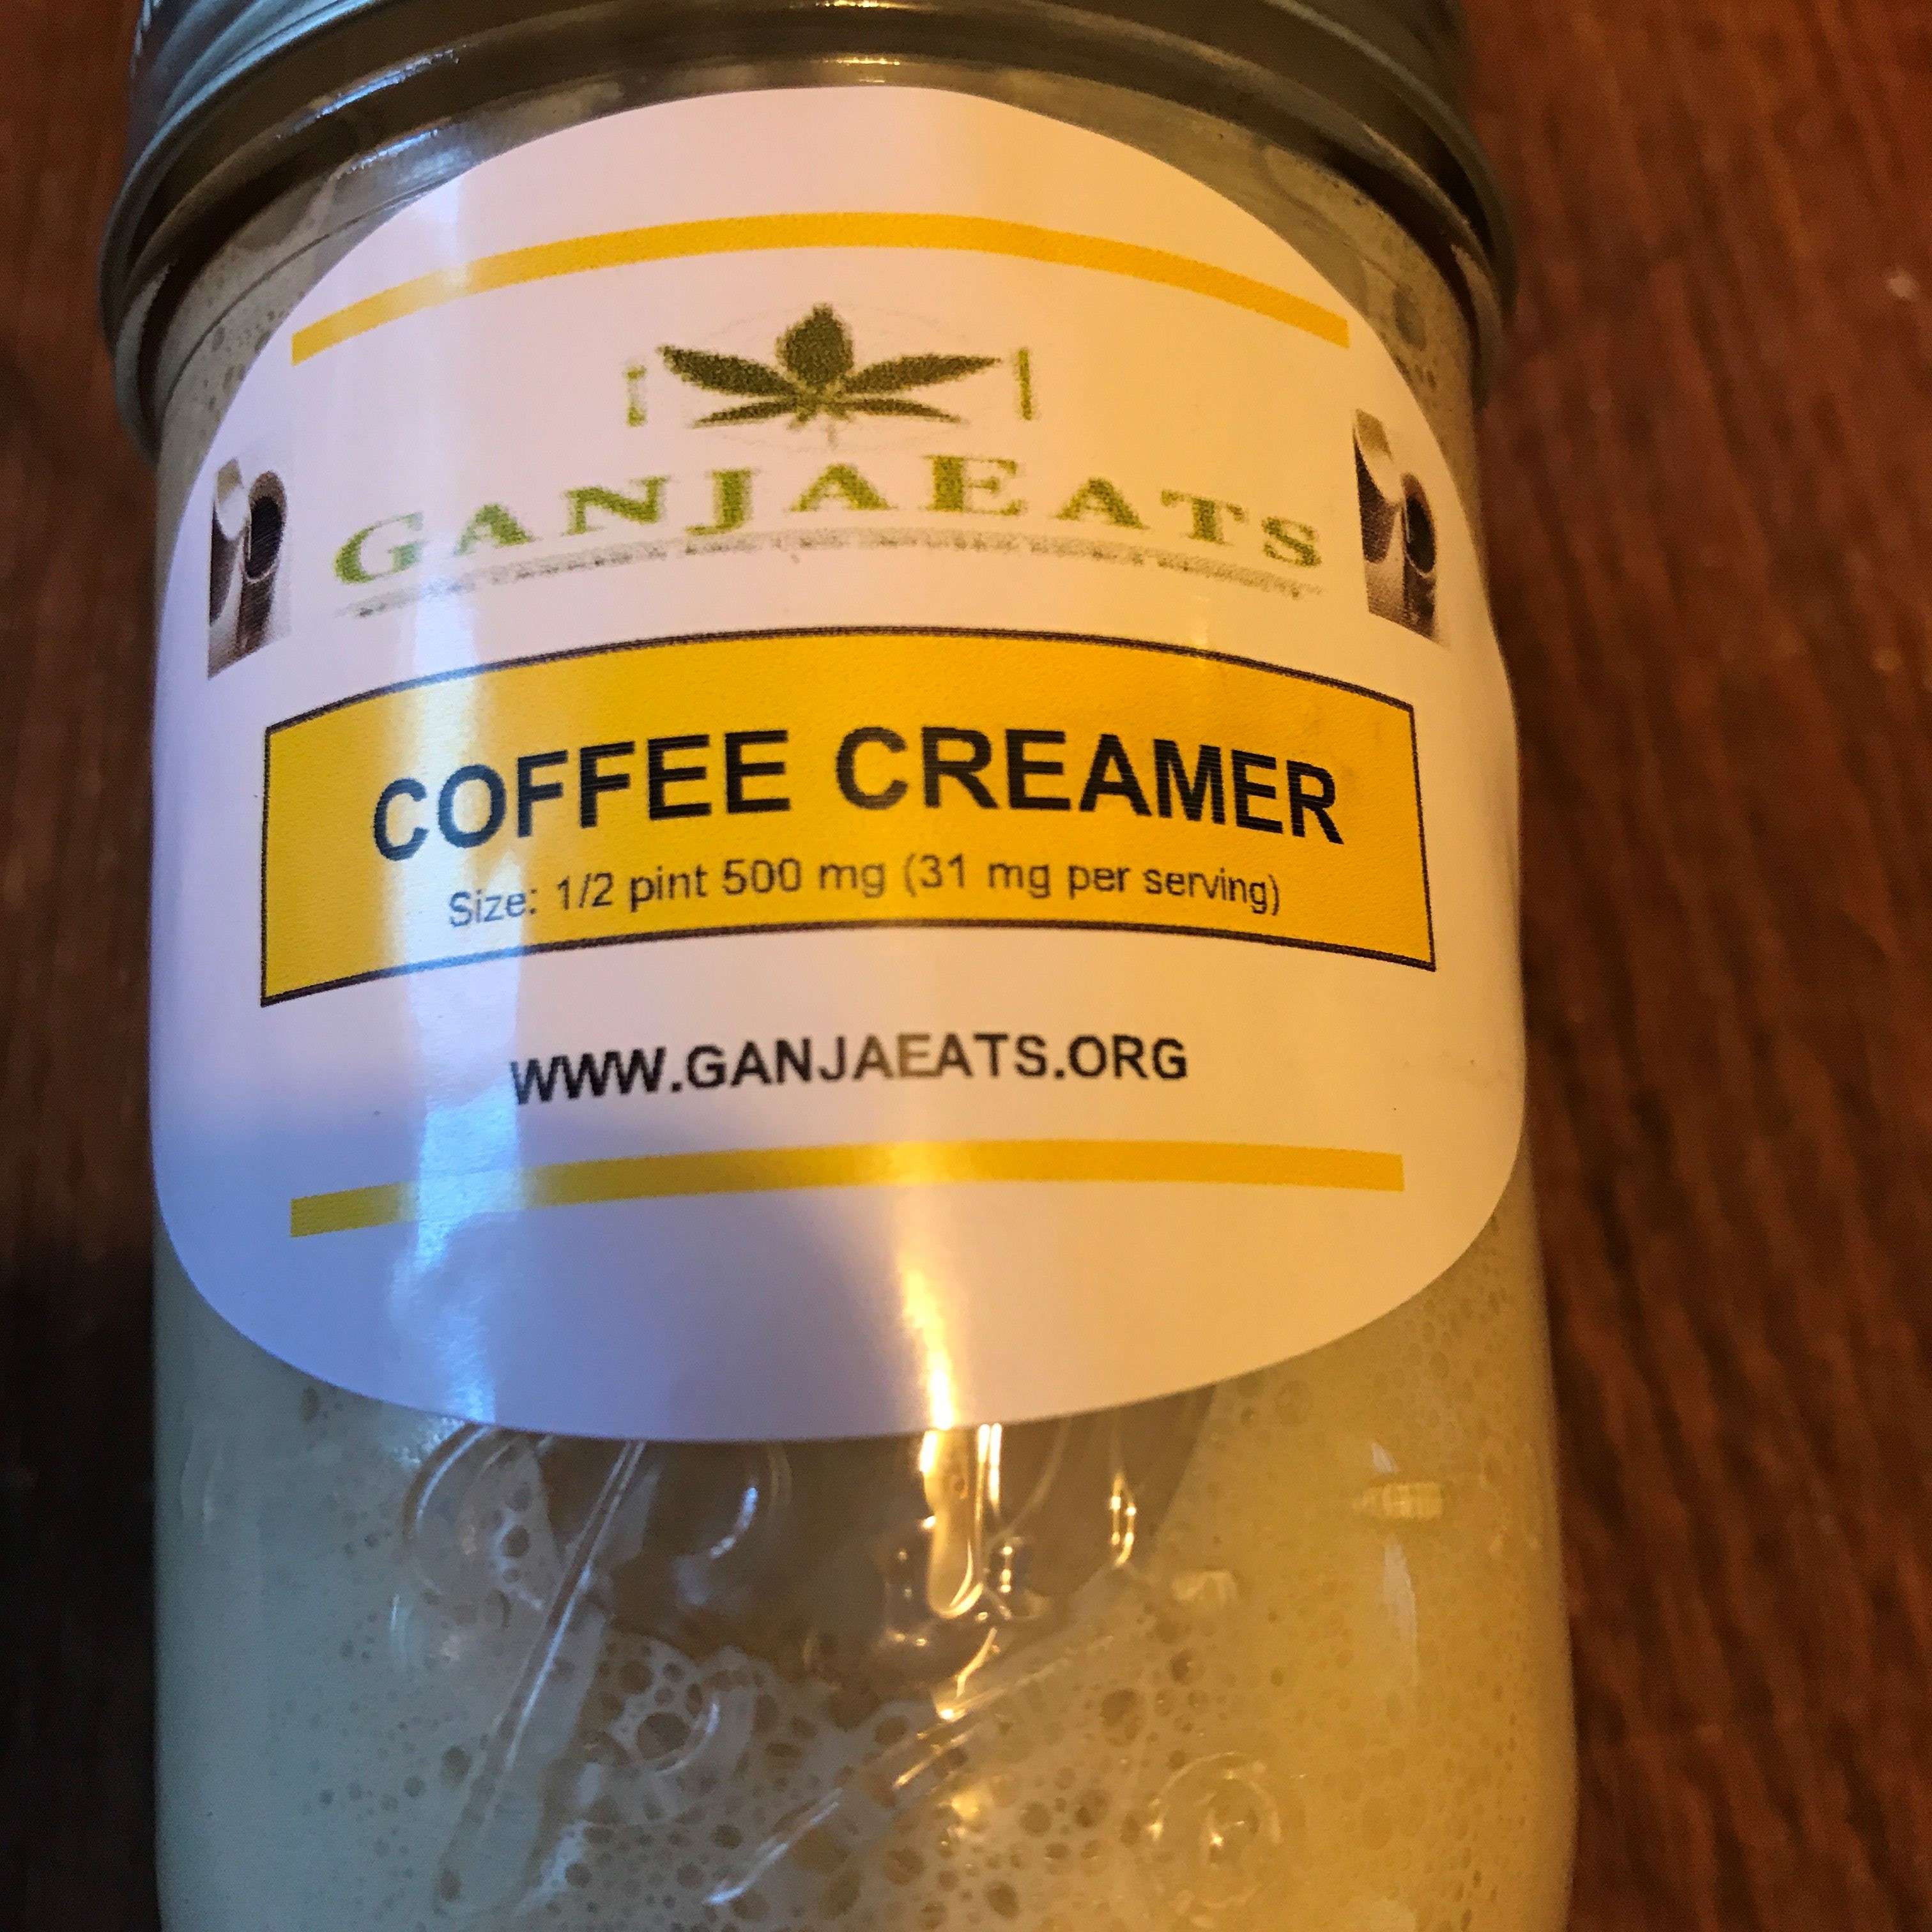 GANJAEATS
COFFEE CREAMER
Size: 1/2 pint 500 mg (31 mg per serving)
WWW.GANJAEATS.ORG